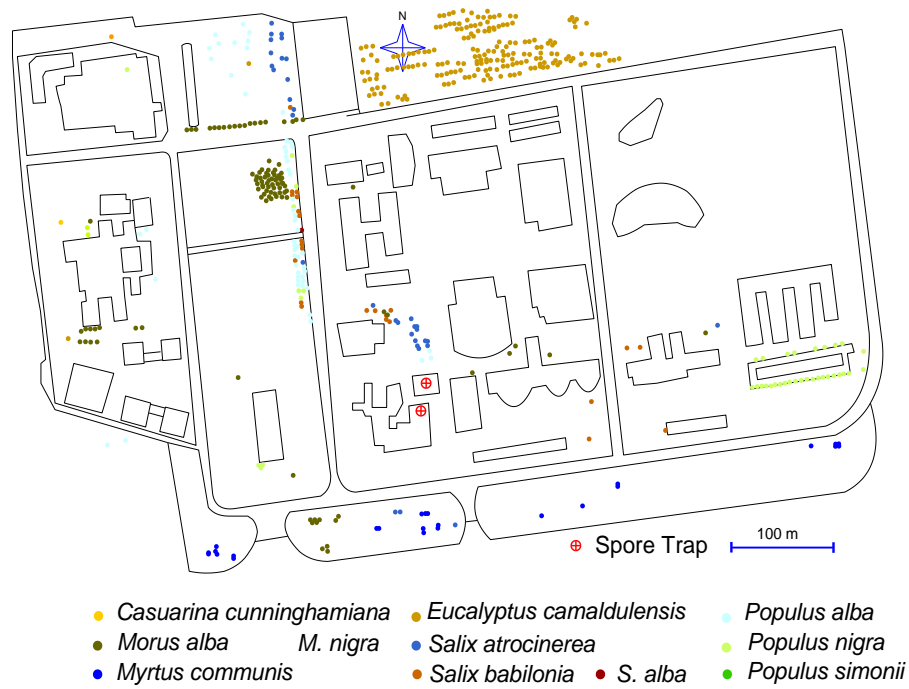 N
Spore Trap
100 m
Casuarina cunninghamiana Eucalyptus camaldulensis Populus alba
Morus alba M. nigra Salix atrocinerea Populus nigra
Myrtus communis Salix babilonia S. alba Populus simonii